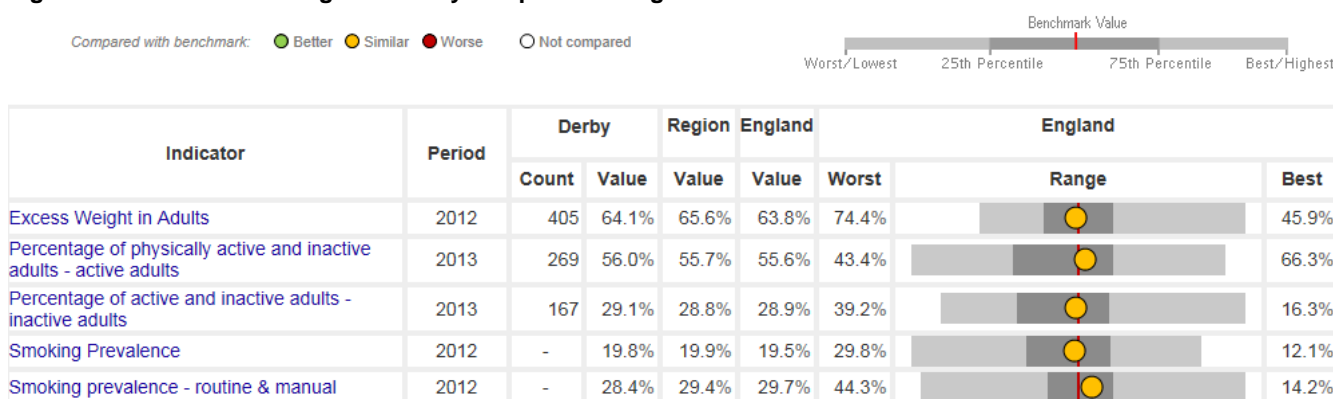 Compared with benchmark: Better Similar Worse Not compared
Benchmark Value
Worst/Lowest 25th Percentile 75th Percentile Best/Highest
Indicator Period Derby Region England England
Count Value Value Value Worst Range Best
Excess Weight in Adults 2012 405 64.1% 65.6% 63.8% 74.4% 45.9%
Percentage of physically active and inactive
adults - active adults 2013 269 56.0% 55.7% 55.6% 43.4% 66.3%
Percentage of active and inactive adults -
inactive adults 2013 167 29.1% 28.8% 28.9% 39.2% 16.3%
Smoking Prevalence 2012 - 19.8% 19.9% 19.5% 29.8% 12.1%
Smoking prevalence - routine & manual 2012 - 28.4% 29.4% 29.7% 44.3% 14.2%